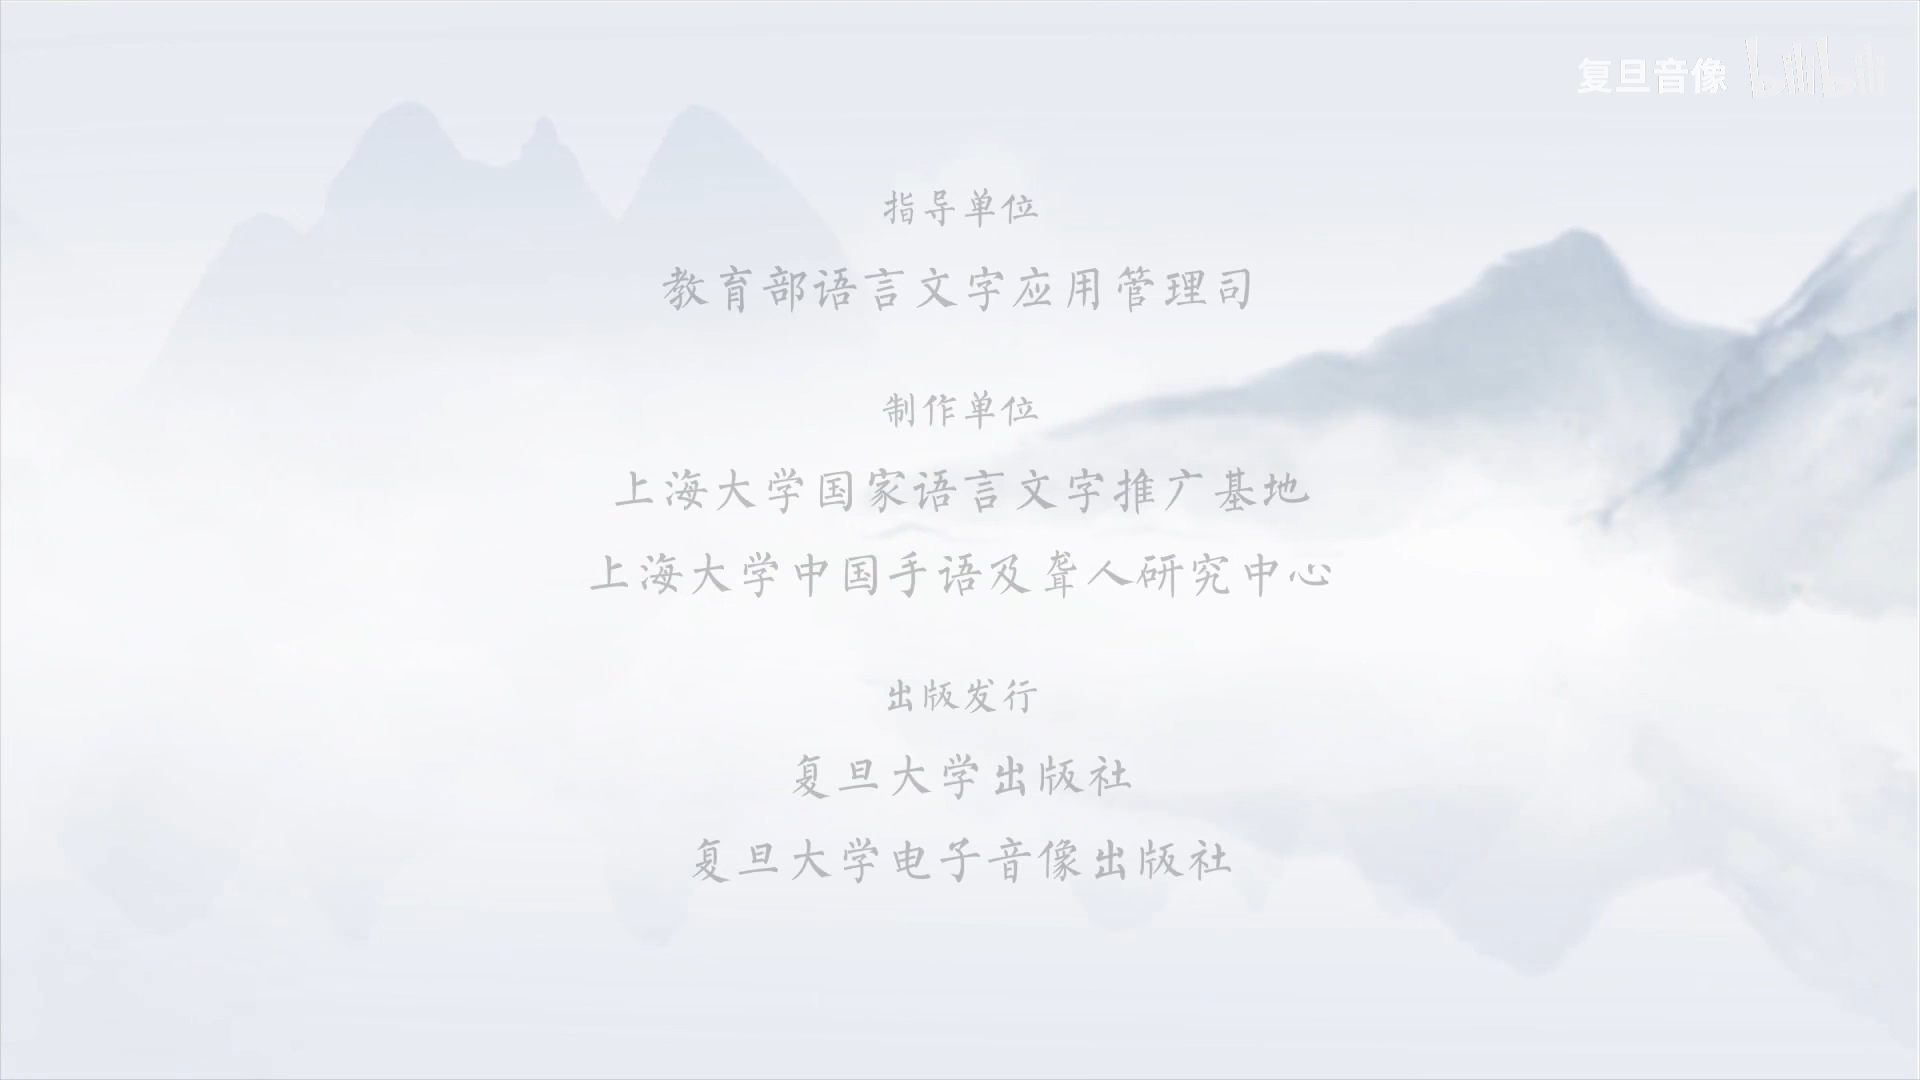 复旦音像 bilibili
指导单位
教育部语言文字应用管理司
制作单位
上海大学国家语言文字推广基地
上海大学中国手语及聋人研究中心
出版发行
复旦大学出版社
复旦大学电子音像出版社